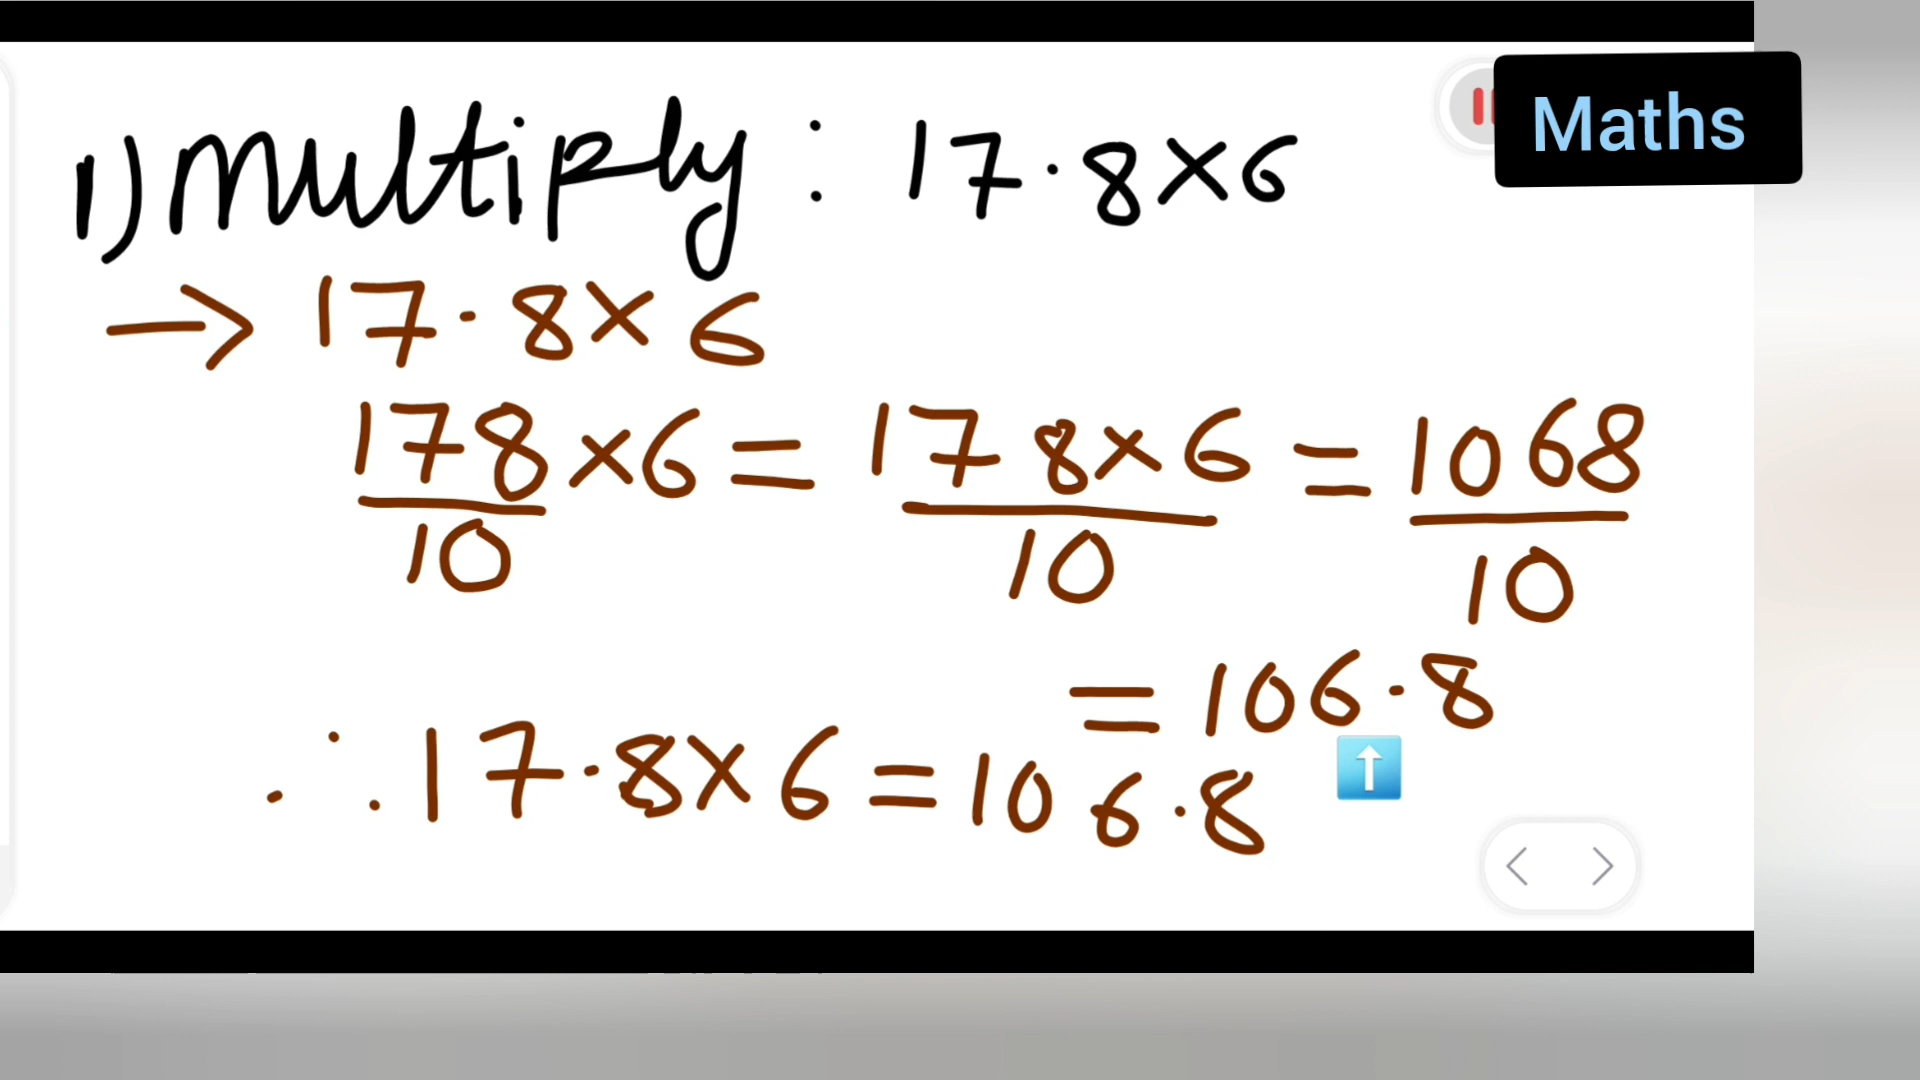 1) Multiply : 17.8×6
Maths
→ 17.8×6
178/10 ×6 = 178×6/10 = 1068/10
= 106.8
∴ 17.8×6 = 106.8